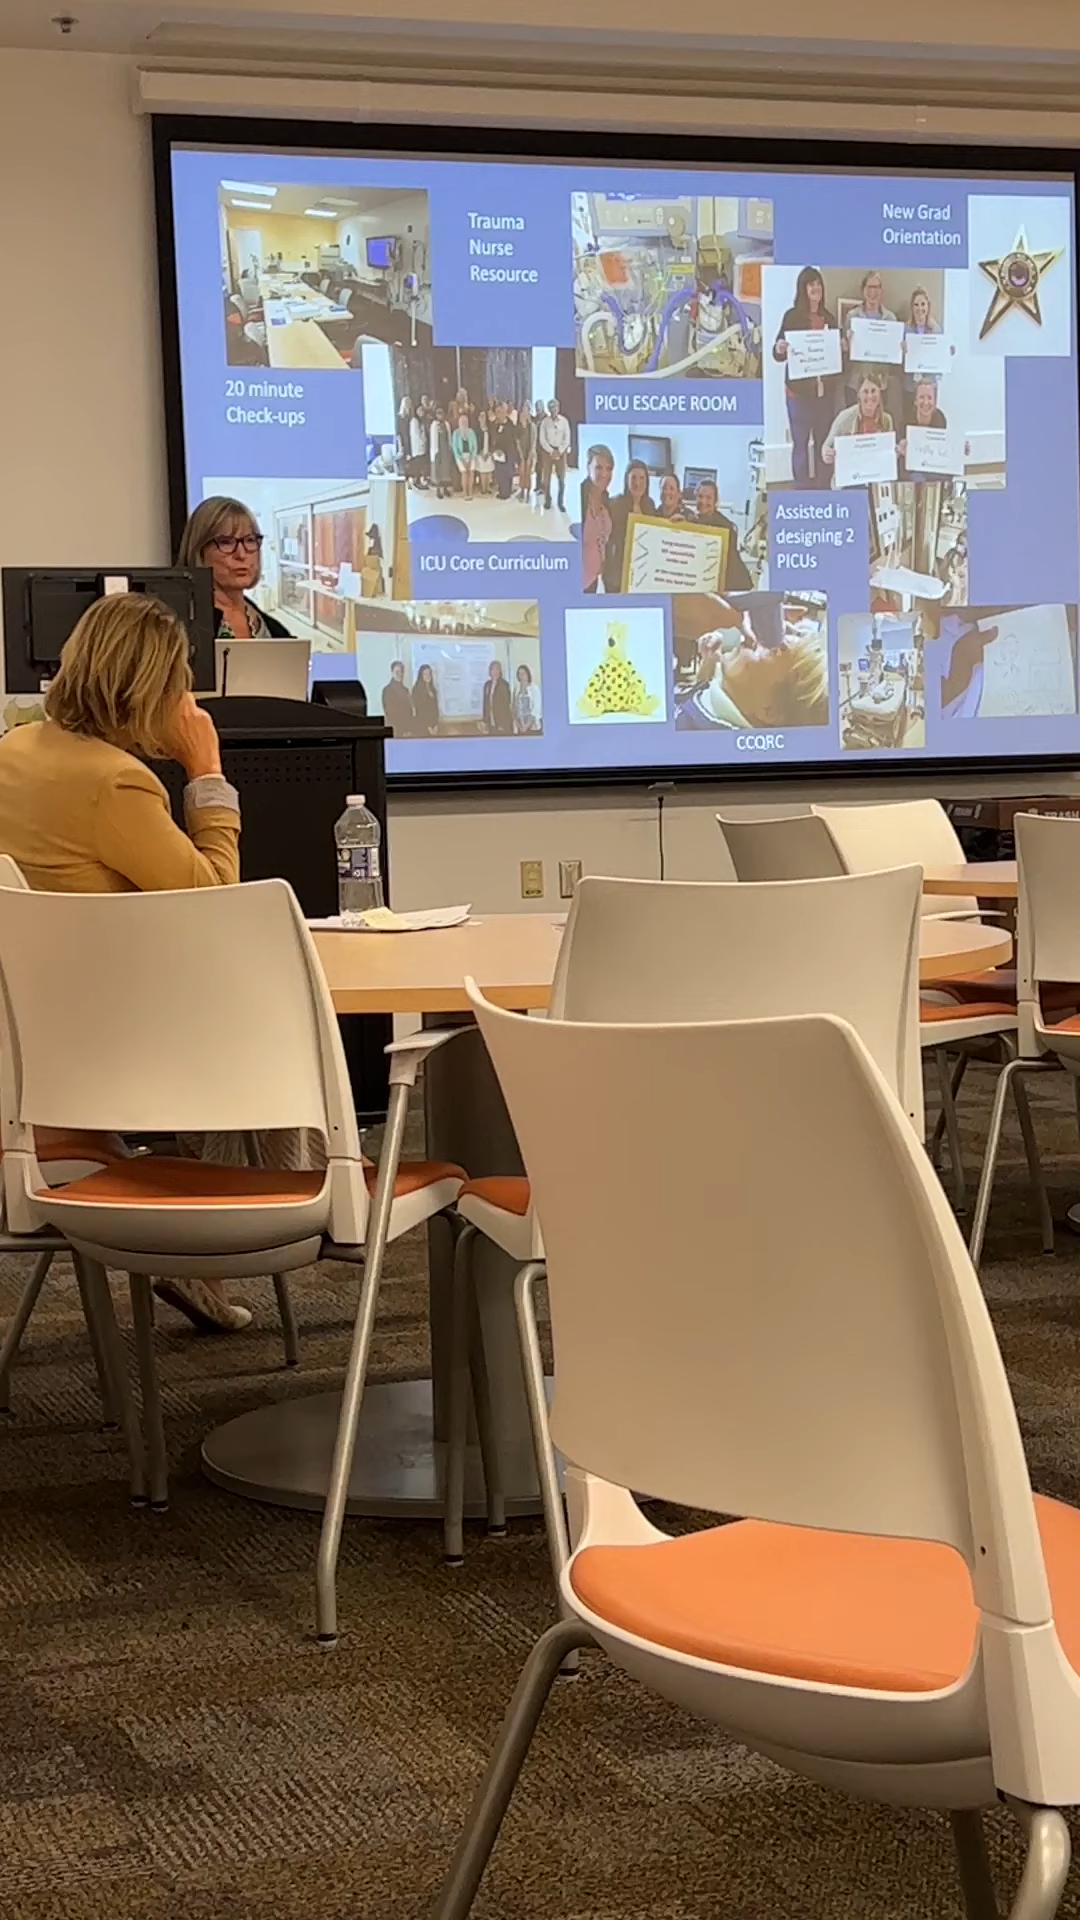 Trauma
Nurse
Resource
New Grad
Orientation
20 minute
Check-ups
PICU ESCAPE ROOM
Assisted in
designing 2
PICUs
ICU Core Curriculum
CCQRC